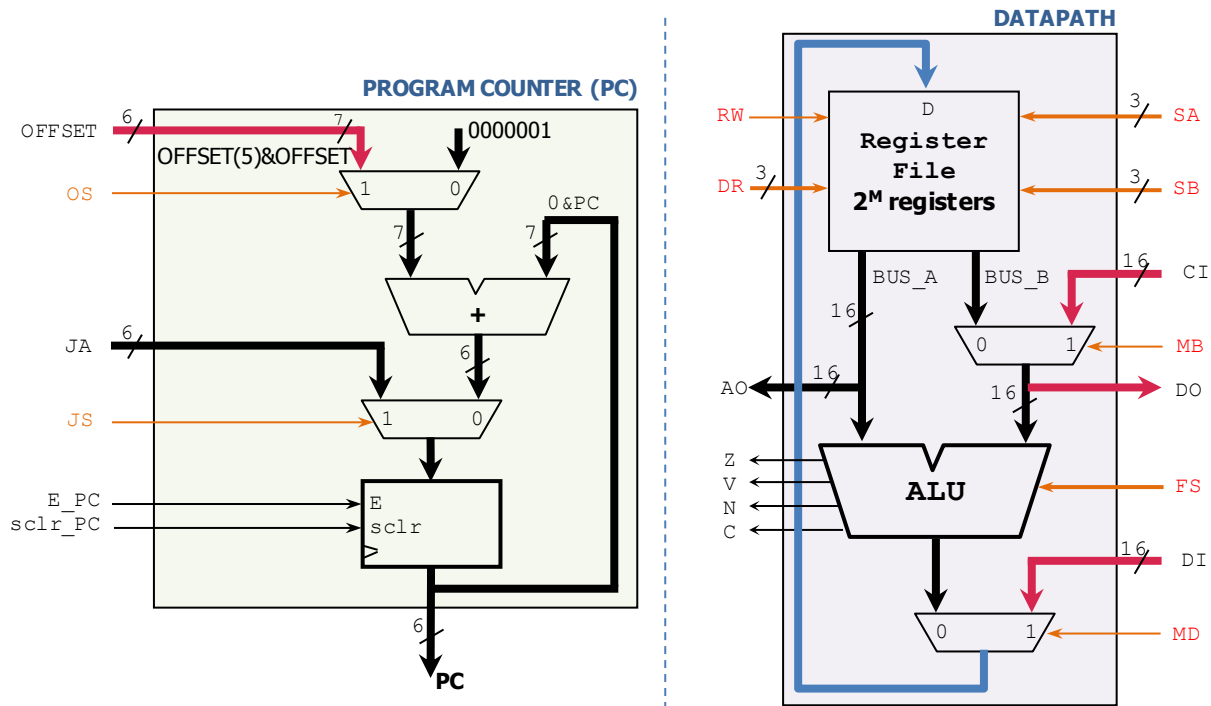 PROGRAM COUNTER (PC)
OFFSET
6
7
0000001
OFFSET(5)&OFFSET
OS
1
0
0&PC
7
7
+
JA
6
6
JS
1
0
E_PC
E
sclr_PC
sclr
6
PC
DATAPATH
RW
D
3
SA
Register
File
2^M registers
DR
3
3
SB
BUS_A
BUS_B
16
CI
16
0
1
MB
AO
16
16
DO
Z
V
N
C
ALU
FS
16
DI
0
1
MD